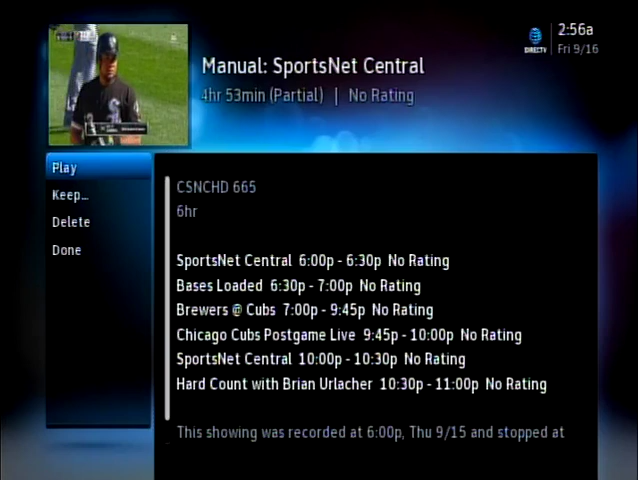 2:56a
DIRECTV
Fri 9/16
Manual: SportsNet Central
4hr 53min (Partial) | No Rating
Play
Keep...
Delete
Done
CSNCHD 665
6hr
SportsNet Central 6:00p - 6:30p No Rating
Bases Loaded 6:30p - 7:00p No Rating
Brewers @ Cubs 7:00p - 9:45p No Rating
Chicago Cubs Postgame Live 9:45p - 10:00p No Rating
SportsNet Central 10:00p - 10:30p No Rating
Hard Count with Brian Urlacher 10:30p - 11:00p No Rating
This showing was recorded at 6:00p, Thu 9/15 and stopped at